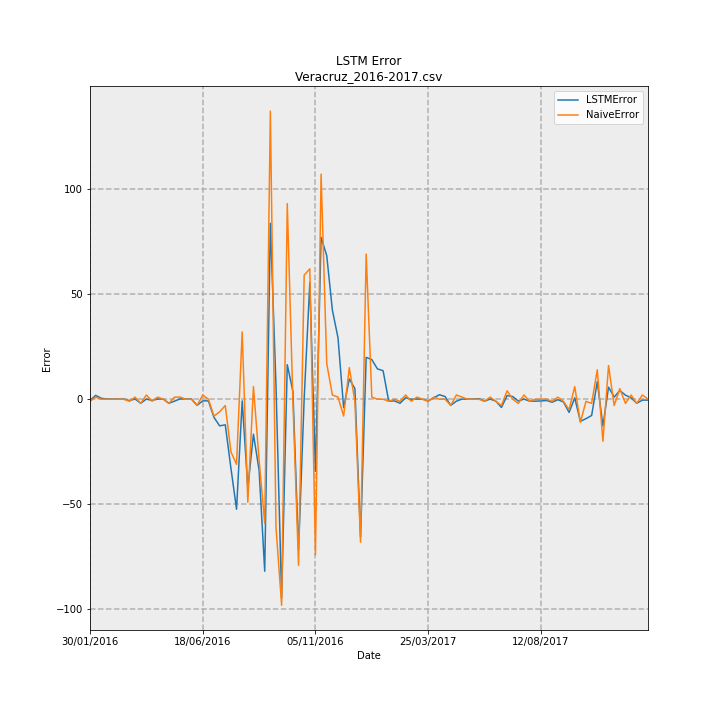 LSTM Error
Veracruz_2016-2017.csv
LSTMError
NaiveError
Error
100
50
0
−50
−100
30/01/2016
18/06/2016
05/11/2016
25/03/2017
12/08/2017
Date